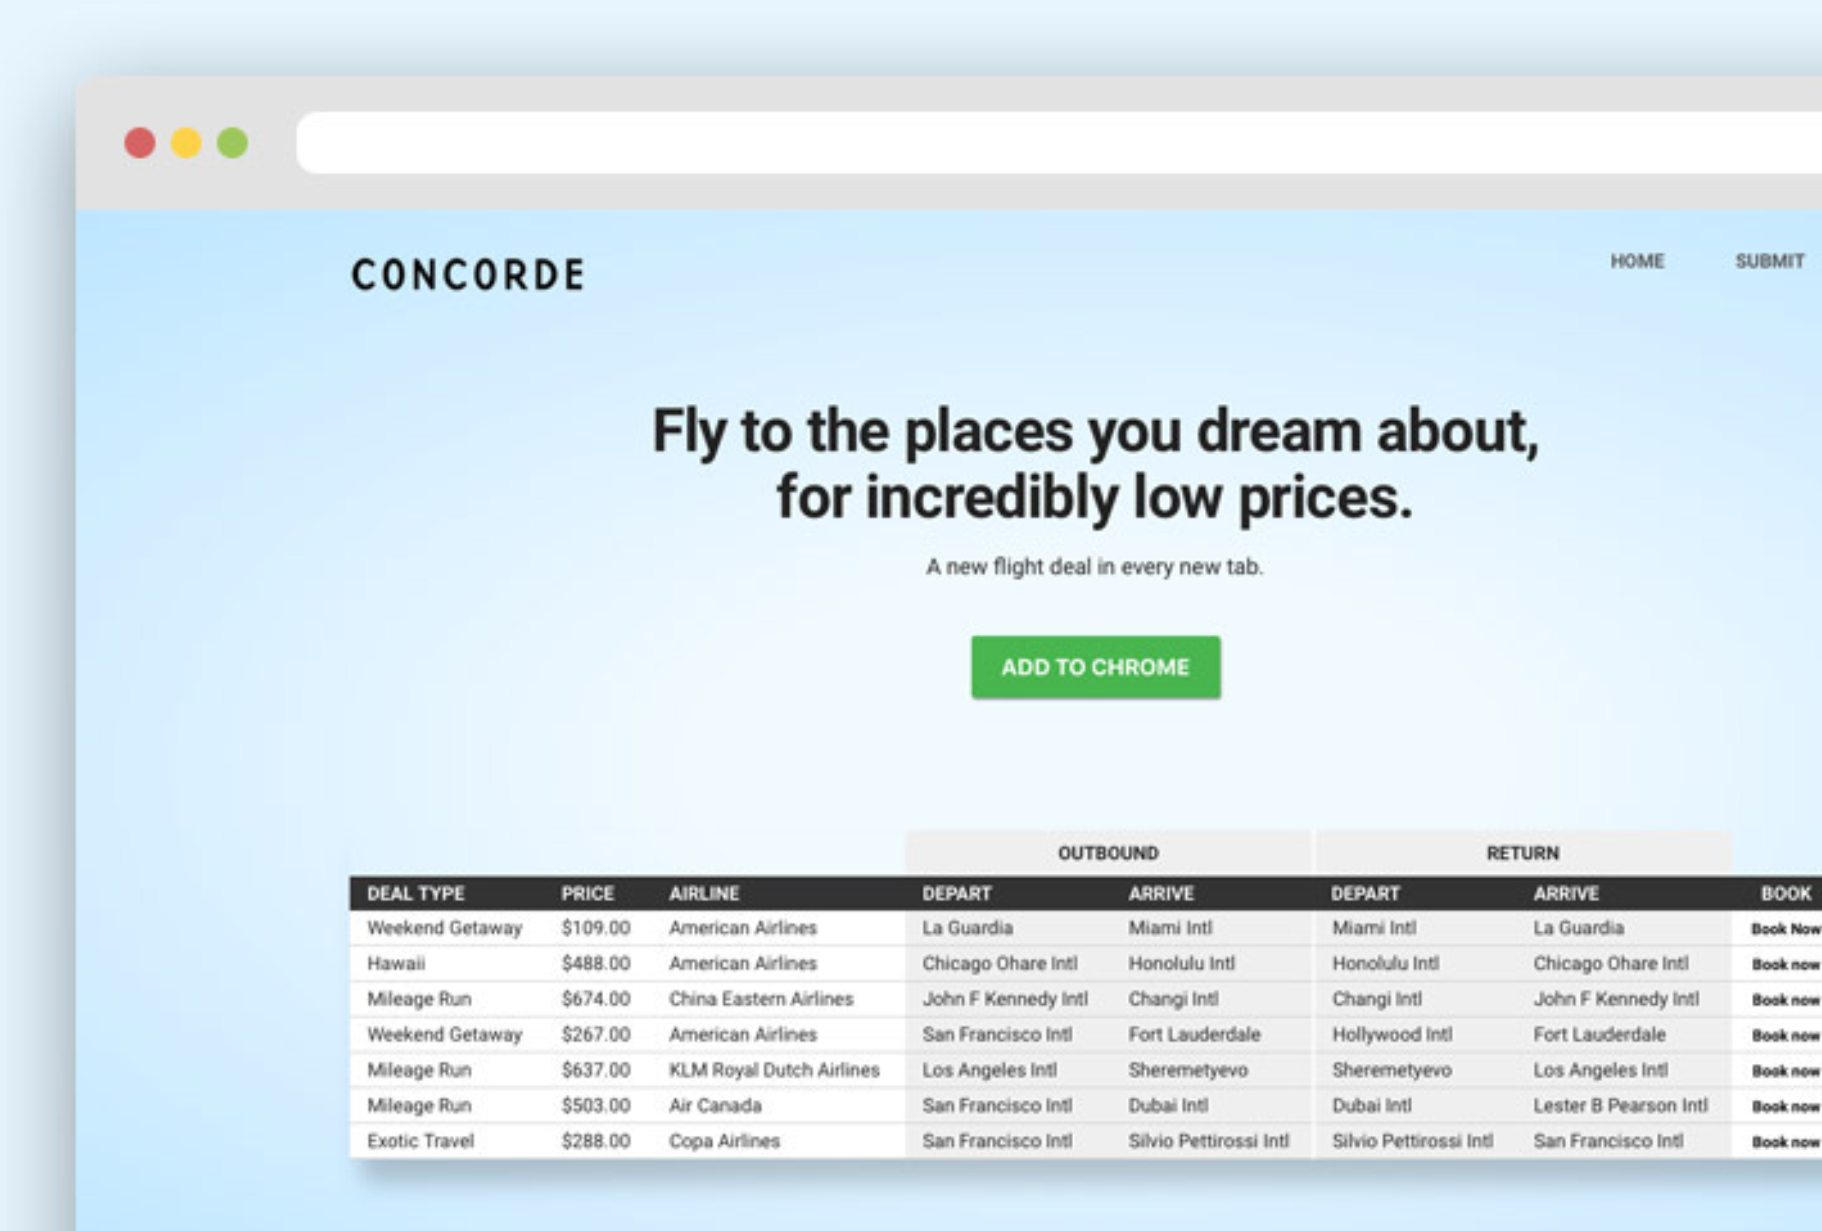 CONCORDE
HOME SUBMIT
Fly to the places you dream about,
for incredibly low prices.
A new flight deal in every new tab.
ADD TO CHROME
OUTBOUND RETURN
DEAL TYPE PRICE AIRLINE DEPART ARRIVE DEPART ARRIVE BOOK
Weekend Getaway $109.00 American Airlines La Guardia Miami Intl Miami Intl La Guardia Book Now
Hawaii $488.00 American Airlines Chicago Ohare Intl Honolulu Intl Honolulu Intl Chicago Ohare Intl Book now
Mileage Run $674.00 China Eastern Airlines John F Kennedy Intl Changi Intl Changi Intl John F Kennedy Intl Book now
Weekend Getaway $267.00 American Airlines San Francisco Intl Fort Lauderdale Hollywood Intl Fort Lauderdale Book now
Mileage Run $637.00 KLM Royal Dutch Airlines Los Angeles Intl Sheremetyevo Sheremetyevo Los Angeles Intl Book now
Mileage Run $503.00 Air Canada San Francisco Intl Dubai Intl Dubai Intl Lester B Pearson Intl Book now
Exotic Travel $288.00 Copa Airlines San Francisco Intl Silvio Pettirossi Intl Silvio Pettirossi Intl San Francisco Intl Book now